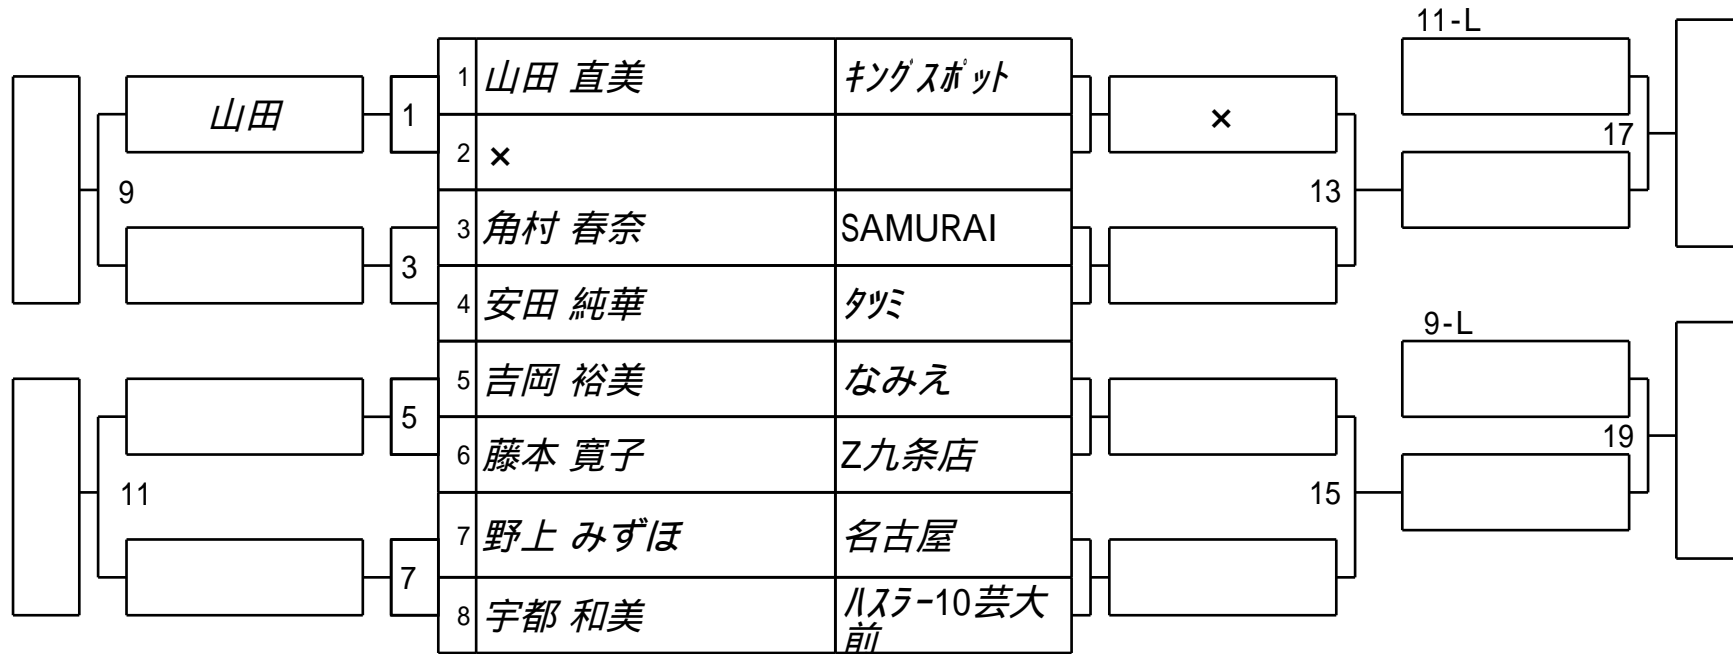 11-L
1 山田 直美 キングスポット
山田 1 × 17
2 ×
9 13
3 角村 春奈 SAMURAI
3
4 安田 純華 タツミ
9-L
5 吉岡 裕美 なみえ
5 19
6 藤本 寛子 Z九条店
11 15
7 野上 みずほ 名古屋
7
8 宇都 和美 ハスラー10芸大
前